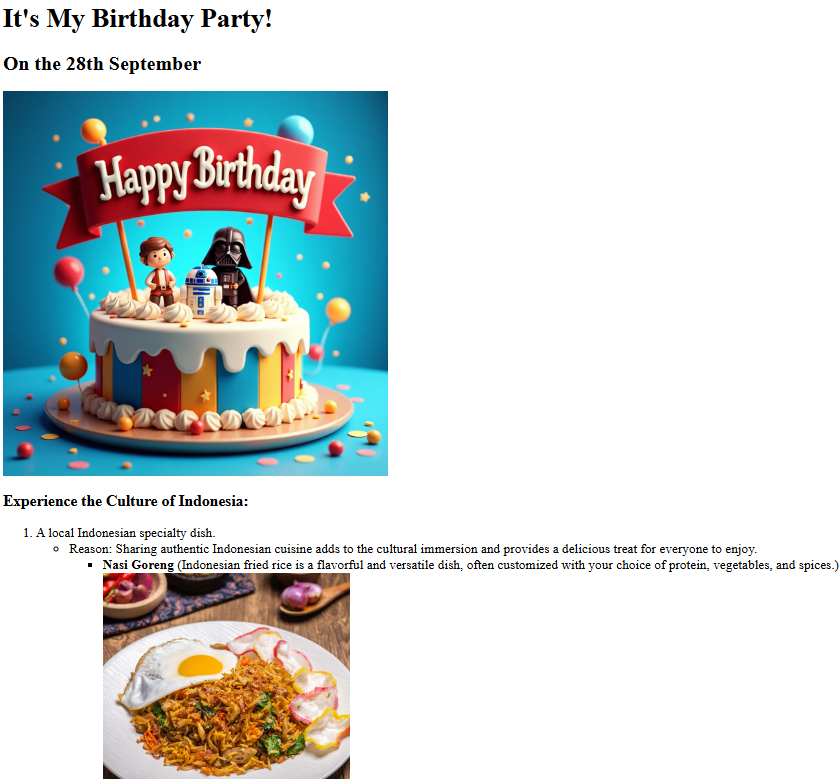 It's My Birthday Party!
On the 28th September
Happy Birthday
Experience the Culture of Indonesia:
1. A local Indonesian specialty dish.
Reason: Sharing authentic Indonesian cuisine adds to the cultural immersion and provides a delicious treat for everyone to enjoy.
Nasi Goreng (Indonesian fried rice is a flavorful and versatile dish, often customized with your choice of protein, vegetables, and spices.)